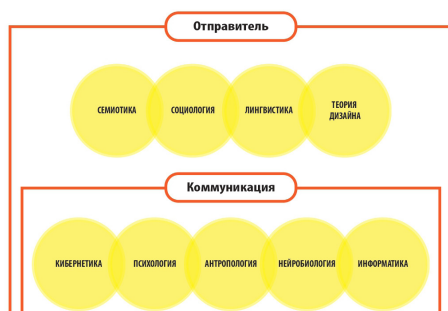 Отправитель
СЕМИОТИКА СОЦИОЛОГИЯ ЛИНГВИСТИКА ТЕОРИЯ
ДИЗАЙНА
Коммуникация
КИБЕРНЕТИКА ПСИХОЛОГИЯ АНТРОПОЛОГИЯ НЕЙРОБИОЛОГИЯ ИНФОРМАТИКА